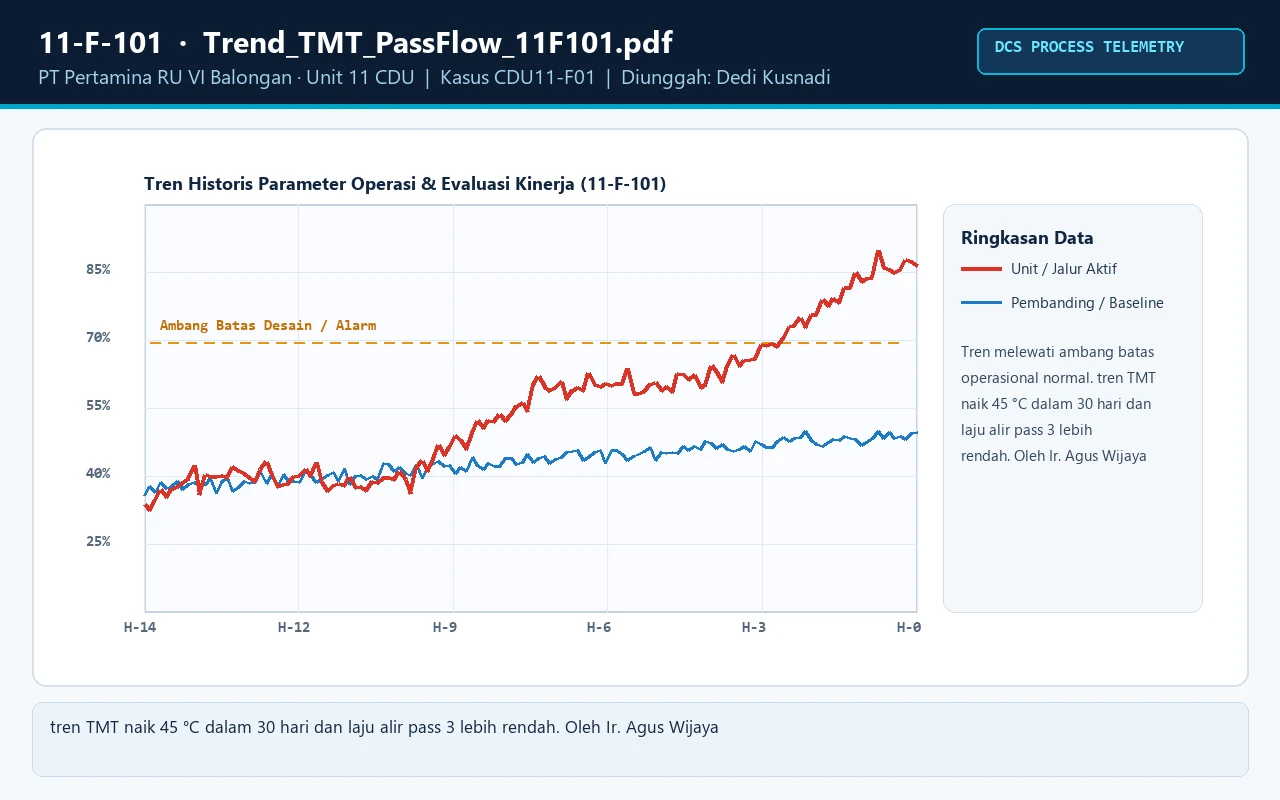 11-F-101 · Trend_TMT_PassFlow_11F101.pdf
PT Pertamina RU VI Balongan · Unit 11 CDU | Kasus CDU11-F01 | Diunggah: Dedi Kusnadi
DCS PROCESS TELEMETRY
Tren Historis Parameter Operasi & Evaluasi Kinerja (11-F-101)
85%
70%
55%
40%
25%
Ambang Batas Desain / Alarm
H-14
H-12
H-9
H-6
H-3
H-0
Ringkasan Data
Unit / Jalur Aktif
Pembanding / Baseline
Tren melewati ambang batas
operasional normal. tren TMT
naik 45 °C dalam 30 hari dan
laju alir pass 3 lebih
rendah. Oleh Ir. Agus Wijaya
tren TMT naik 45 °C dalam 30 hari dan laju alir pass 3 lebih rendah. Oleh Ir. Agus Wijaya